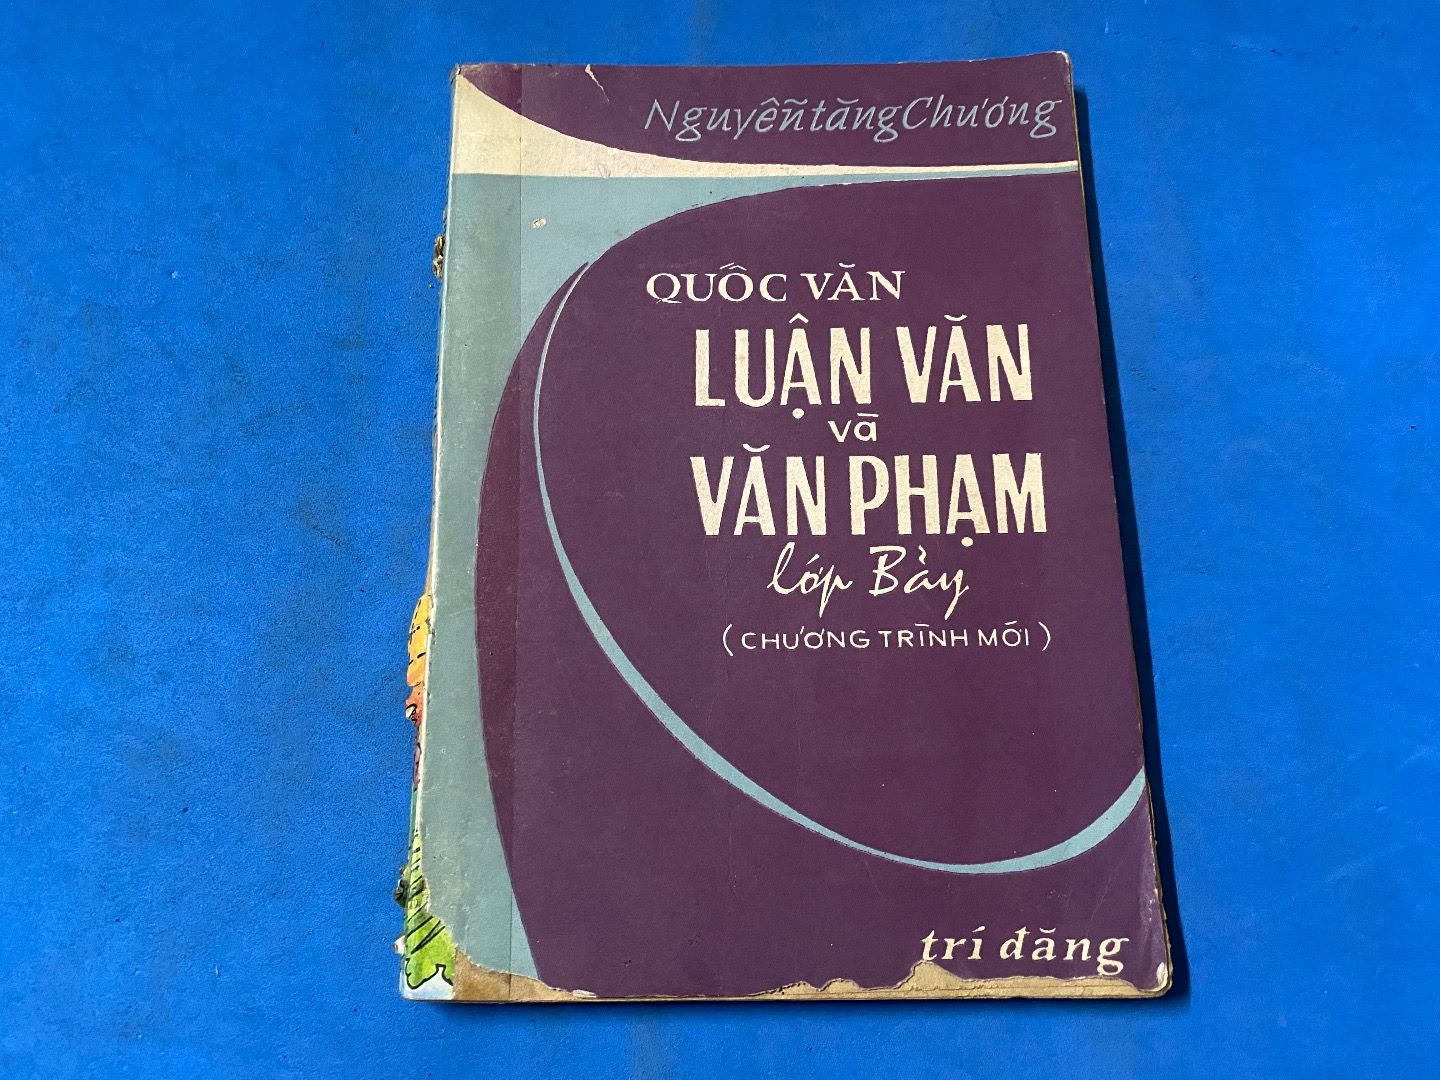 Nguyễn tăng Chương
QUỐC VĂN
LUẬN VĂN
và
VĂN PHẠM
lớp Bảy
(CHƯƠNG TRÌNH MỚI)
trí đăng